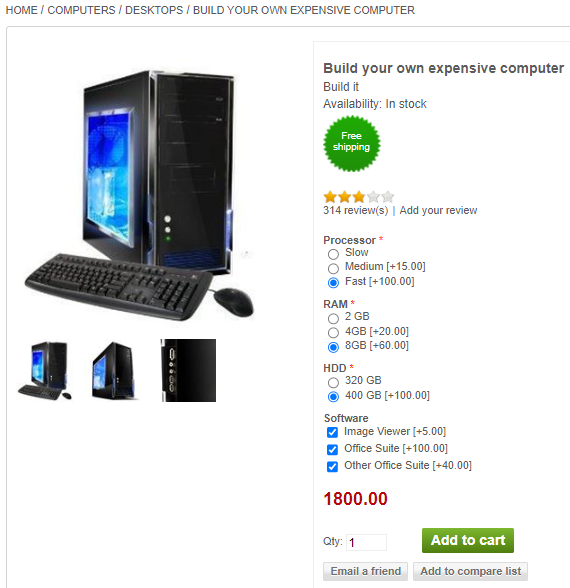 HOME / COMPUTERS / DESKTOPS / BUILD YOUR OWN EXPENSIVE COMPUTER
Build your own expensive computer
Build it
Availability: In stock
Free
shipping
314 review(s) | Add your review
Processor *
Slow
Medium [+15.00]
Fast [+100.00]
RAM *
2 GB
4GB [+20.00]
8GB [+60.00]
HDD *
320 GB
400 GB [+100.00]
Software
Image Viewer [+5.00]
Office Suite [+100.00]
Other Office Suite [+40.00]
1800.00
Qty: 1
Add to cart
Email a friend
Add to compare list